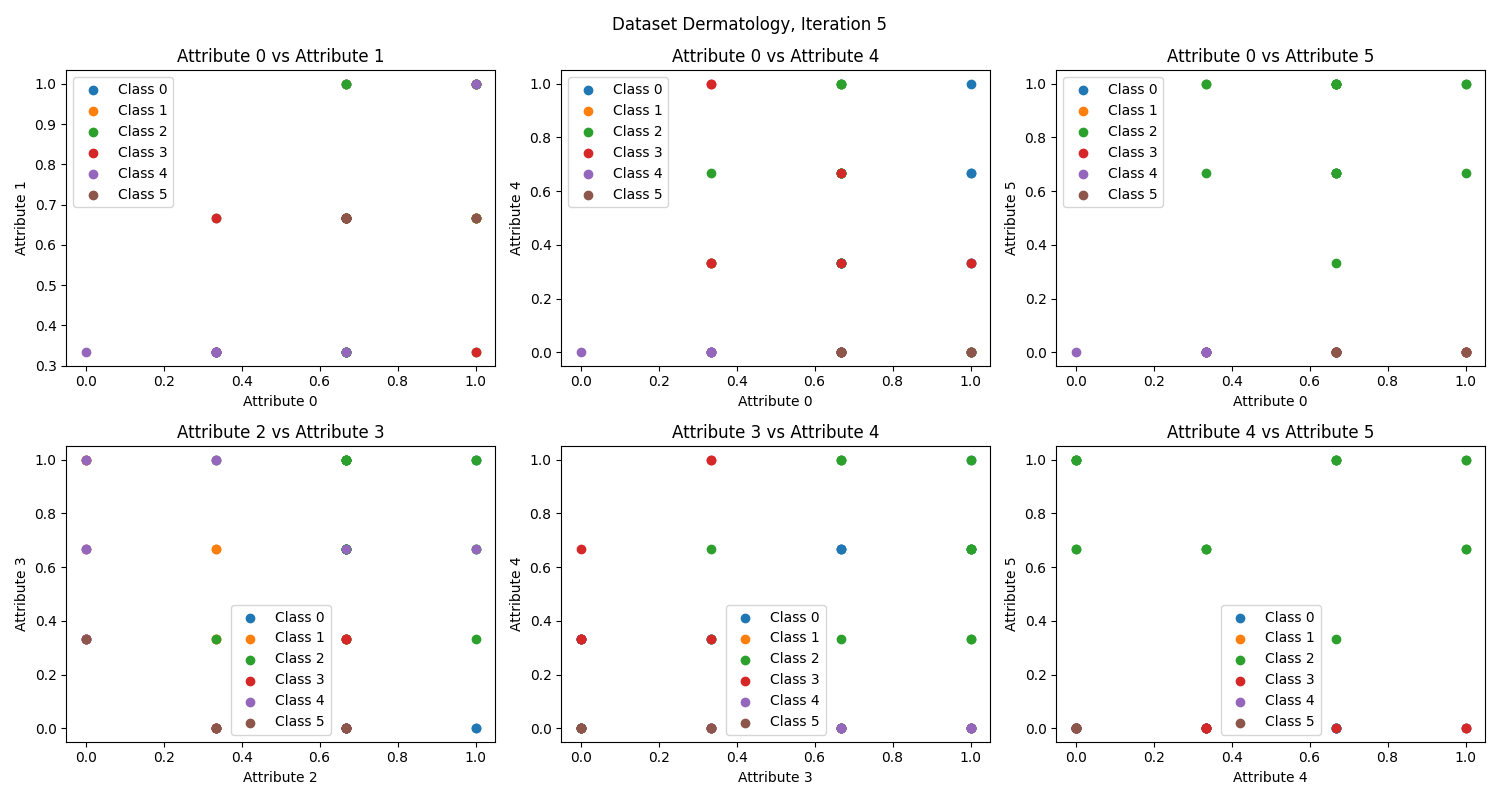 Dataset Dermatology, Iteration 5
Attribute 0 vs Attribute 1
1.0
0.9
0.8
0.7
0.6
0.5
0.4
0.3
0.0 0.2 0.4 0.6 0.8 1.0
Attribute 0
Attribute 1
Class 0
Class 1
Class 2
Class 3
Class 4
Class 5
Attribute 0 vs Attribute 4
1.0
0.8
0.6
0.4
0.2
0.0
0.0 0.2 0.4 0.6 0.8 1.0
Attribute 0
Attribute 4
Class 0
Class 1
Class 2
Class 3
Class 4
Class 5
Attribute 0 vs Attribute 5
1.0
0.8
0.6
0.4
0.2
0.0
0.0 0.2 0.4 0.6 0.8 1.0
Attribute 0
Attribute 5
Class 0
Class 1
Class 2
Class 3
Class 4
Class 5
Attribute 2 vs Attribute 3
1.0
0.8
0.6
0.4
0.2
0.0
0.0 0.2 0.4 0.6 0.8 1.0
Attribute 2
Attribute 3
Class 0
Class 1
Class 2
Class 3
Class 4
Class 5
Attribute 3 vs Attribute 4
1.0
0.8
0.6
0.4
0.2
0.0
0.0 0.2 0.4 0.6 0.8 1.0
Attribute 3
Attribute 4
Class 0
Class 1
Class 2
Class 3
Class 4
Class 5
Attribute 4 vs Attribute 5
1.0
0.8
0.6
0.4
0.2
0.0
0.0 0.2 0.4 0.6 0.8 1.0
Attribute 4
Attribute 5
Class 0
Class 1
Class 2
Class 3
Class 4
Class 5